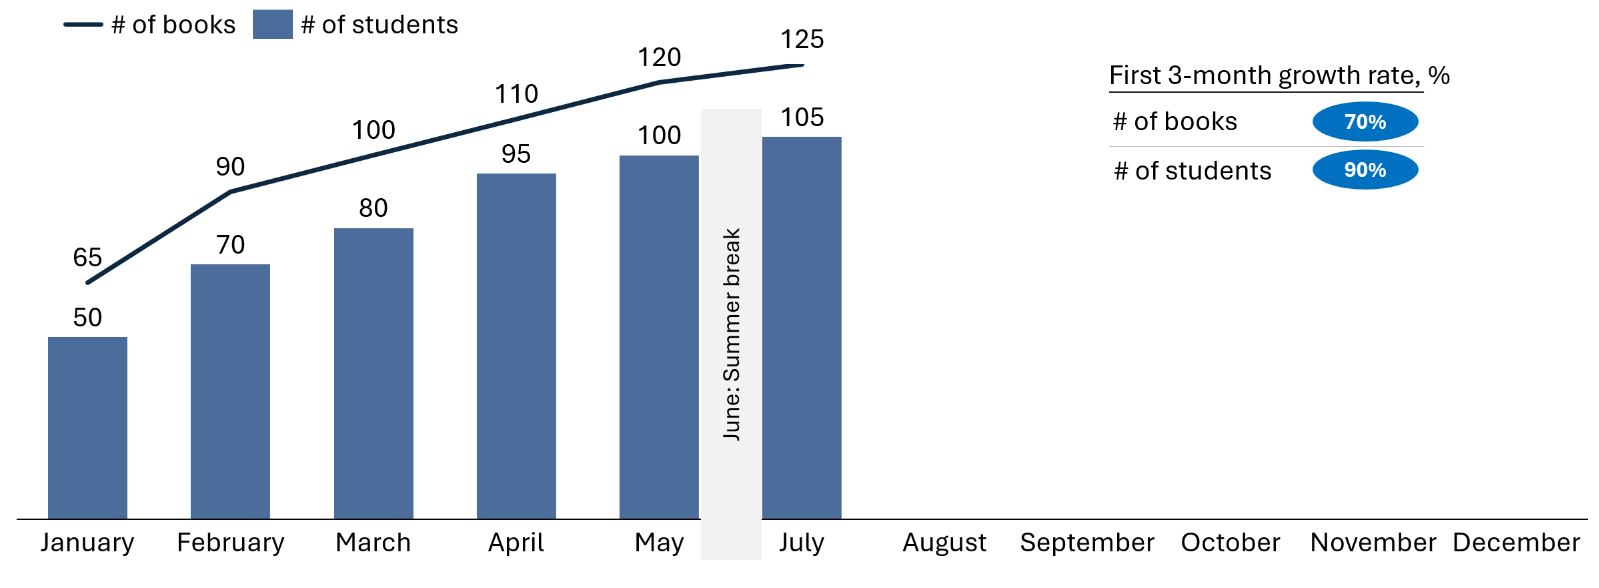 # of books # of students
125
120
110
100
90
65
105
100
95
80
70
50
June: Summer break
January February March April May July August September October November December
First 3-month growth rate, %
# of books 70%
# of students 90%